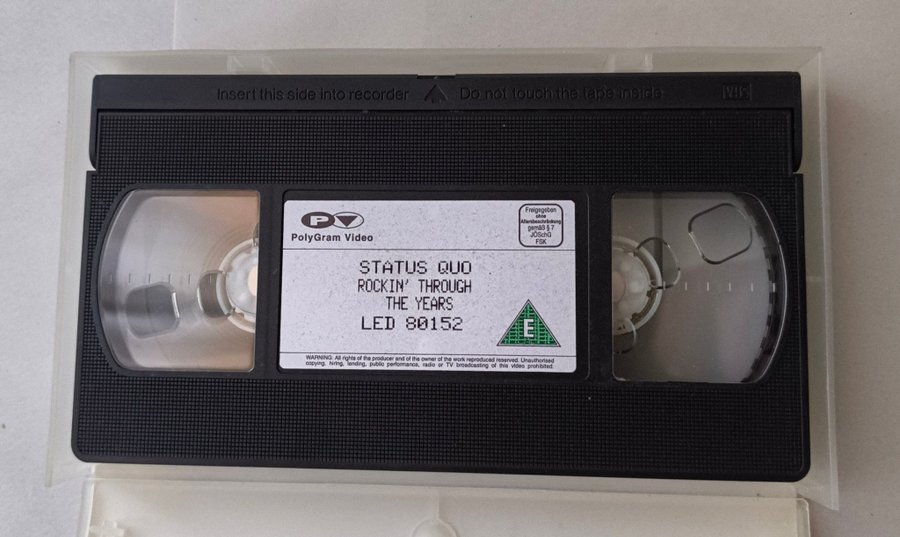 Insert this side into recorder
Do not touch the tape inside
VHS
PV
PolyGram Video
Freigegeben
ohne
Altersbeschränkung
gemäß § 7
JÖSchG
FSK
STATUS QUO
ROCKIN' THROUGH
THE YEARS
LED 80152
E
WARNING: All rights of the producer and of the owner of the work reproduced reserved. Unauthorised
copying, hiring, lending, public performance, radio or TV broadcasting of this video prohibited.